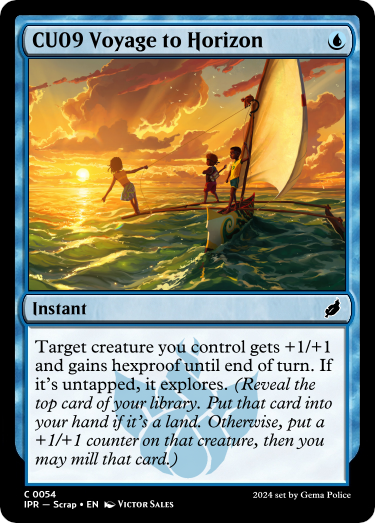 CU09 Voyage to Horizon
Instant
Target creature you control gets +1/+1
and gains hexproof until end of turn. If
it's untapped, it explores. (Reveal the
top card of your library. Put that card into
your hand if it's a land. Otherwise, put a
+1/+1 counter on that creature, then you
may mill that card.)
C 0054
IPR — Scrap • EN Victor Sales
2024 set by Gema Police